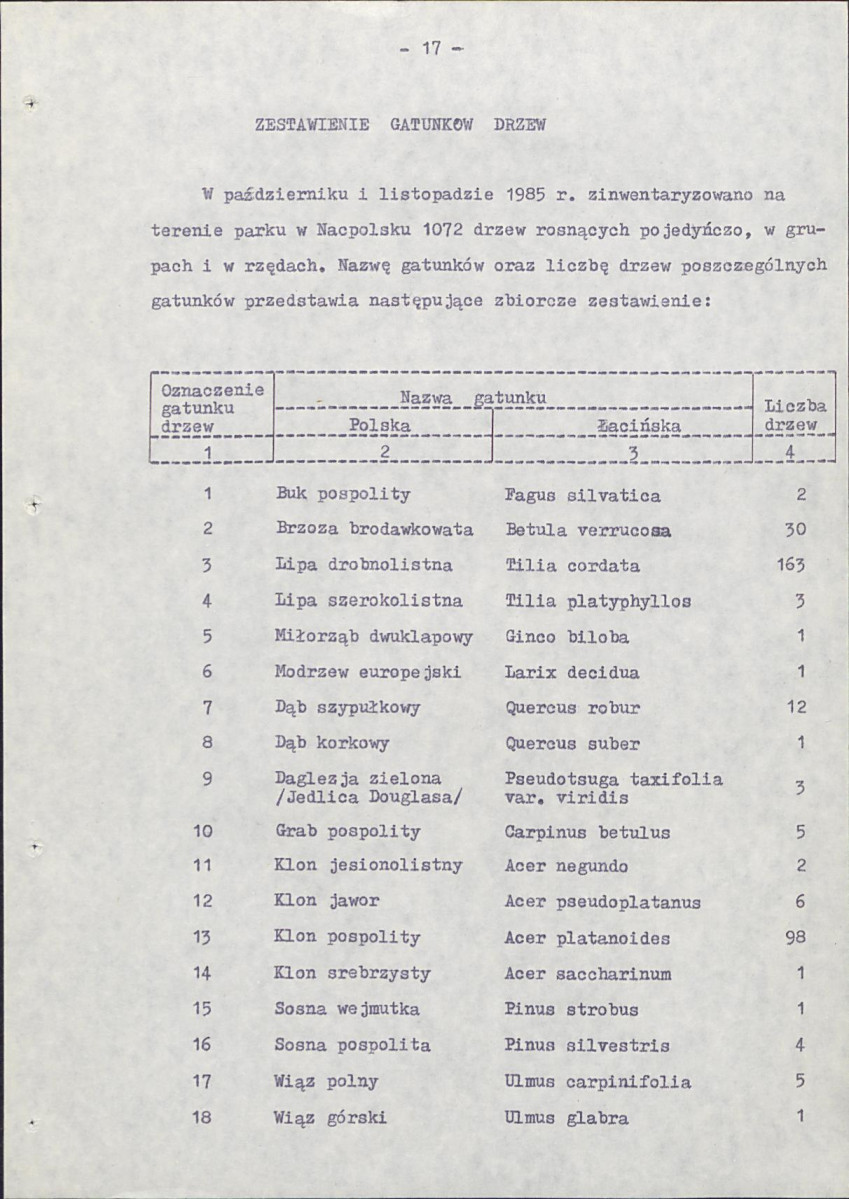 - 17 -
ZESTAWIENIE GATUNKÓW DRZEW
W październiku i listopadzie 1985 r. zinwentaryzowano na
terenie parku w Nacpolsku 1072 drzew rosnących pojedyńczo, w gru-
pach i w rzędach. Nazwę gatunków oraz liczbę drzew poszczególnych
gatunków przedstawia następujące zbiorcze zestawienie:
Oznaczenie gatunku drzew Nazwa gatunku Liczba drzew
Polska Łacińska
1 2 3 4
1 Buk pospolity Fagus silvatica 2
2 Brzoza brodawkowata Betula verrucosa 30
3 Lipa drobnolistna Tilia cordata 163
4 Lipa szerokolistna Tilia platyphyllos 3
5 Miłorząb dwuklapowy Ginco biloba 1
6 Modrzew europejski Larix decidua 1
7 Dąb szypułkowy Quercus robur 12
8 Dąb korkowy Quercus suber 1
9 Daglezja zielona Pseudotsuga taxifolia 3
/Jedlica Douglasa/ var. viridis
10 Grab pospolity Carpinus betulus 5
11 Klon jesionolistny Acer negundo 2
12 Klon jawor Acer pseudoplatanus 6
13 Klon pospolity Acer platanoides 98
14 Klon srebrzysty Acer saccharinum 1
15 Sosna wejmutka Pinus strobus 1
16 Sosna pospolita Pinus silvestris 4
17 Wiąz polny Ulmus carpinifolia 5
18 Wiąz górski Ulmus glabra 1